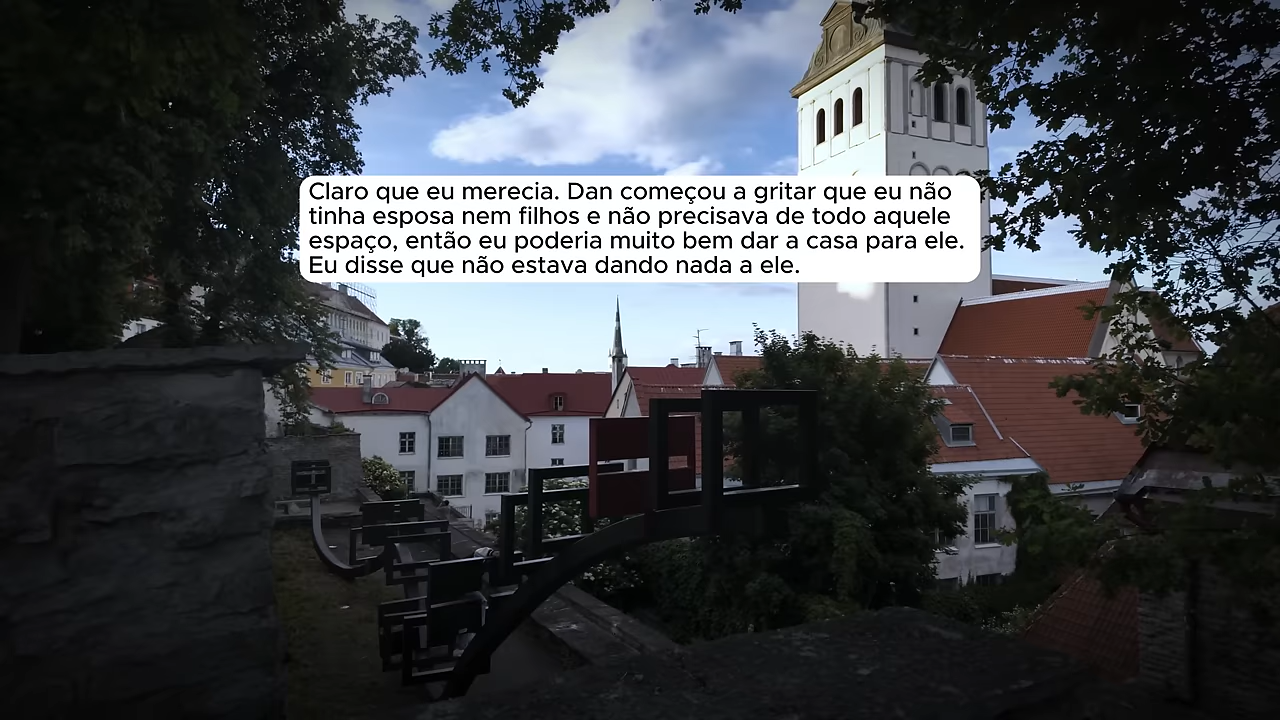 Claro que eu merecia. Dan começou a gritar que eu não
tinha esposa nem filhos e não precisava de todo aquele
espaço, então eu poderia muito bem dar a casa para ele.
Eu disse que não estava dando nada a ele.